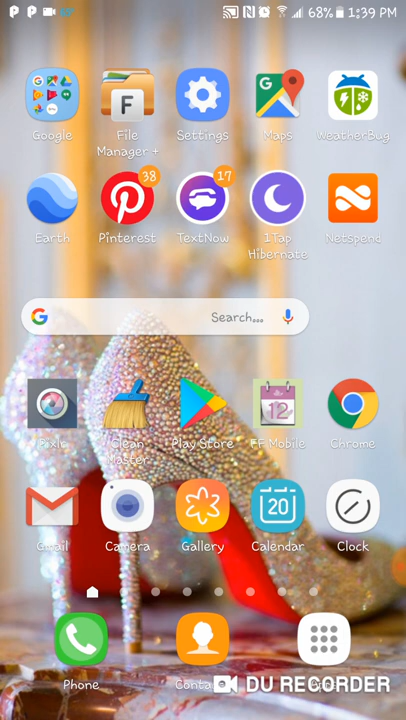 68% 1:39 PM
Google
File Manager +
Settings
Maps
WeatherBug
F
38
17
Earth
Pinterest
TextNow
1Tap Hibernate
Netspend
G Search...
12
Pixlr
Clean Master
Play Store
EF Mobile
Chrome
20
Gmail
Camera
Gallery
Calendar
Clock
Phone
DU RECORDER